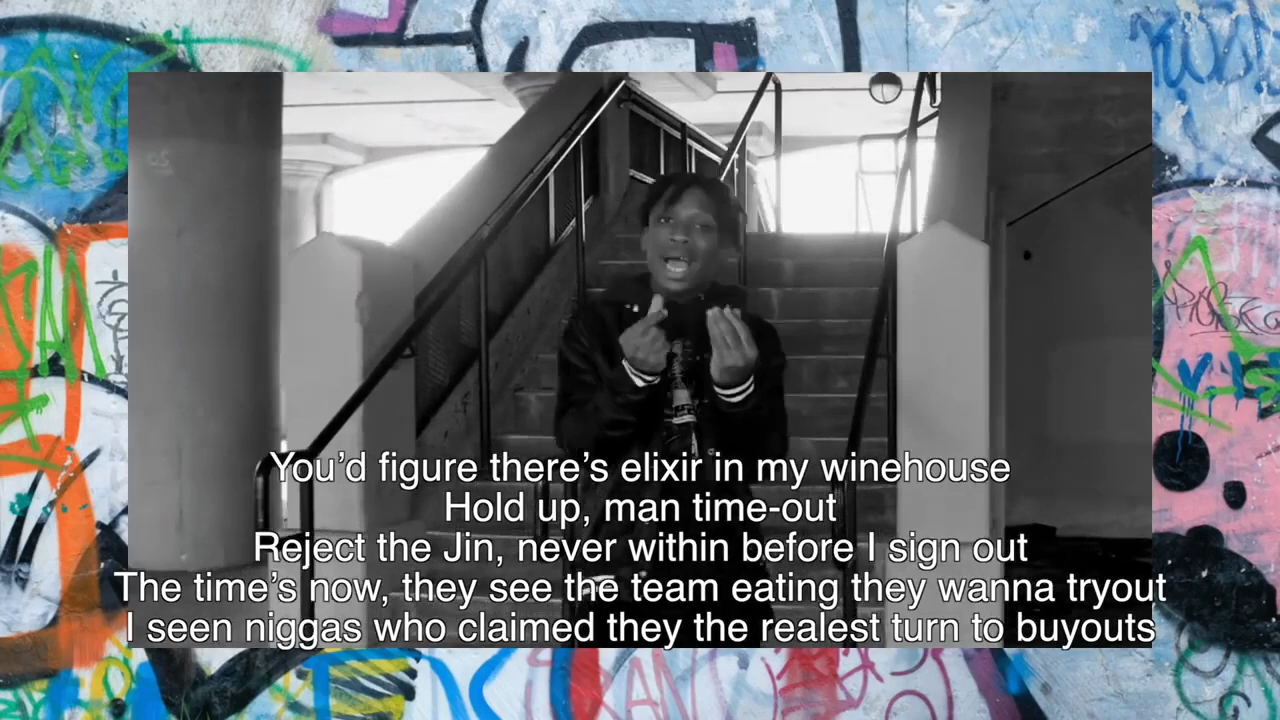 You’d figure there’s elixir in my winehouse
Hold up, man time-out
Reject the Jin, never within before I sign out
The time’s now, they see the team eating they wanna tryout
I seen niggas who claimed they the realest turn to buyouts